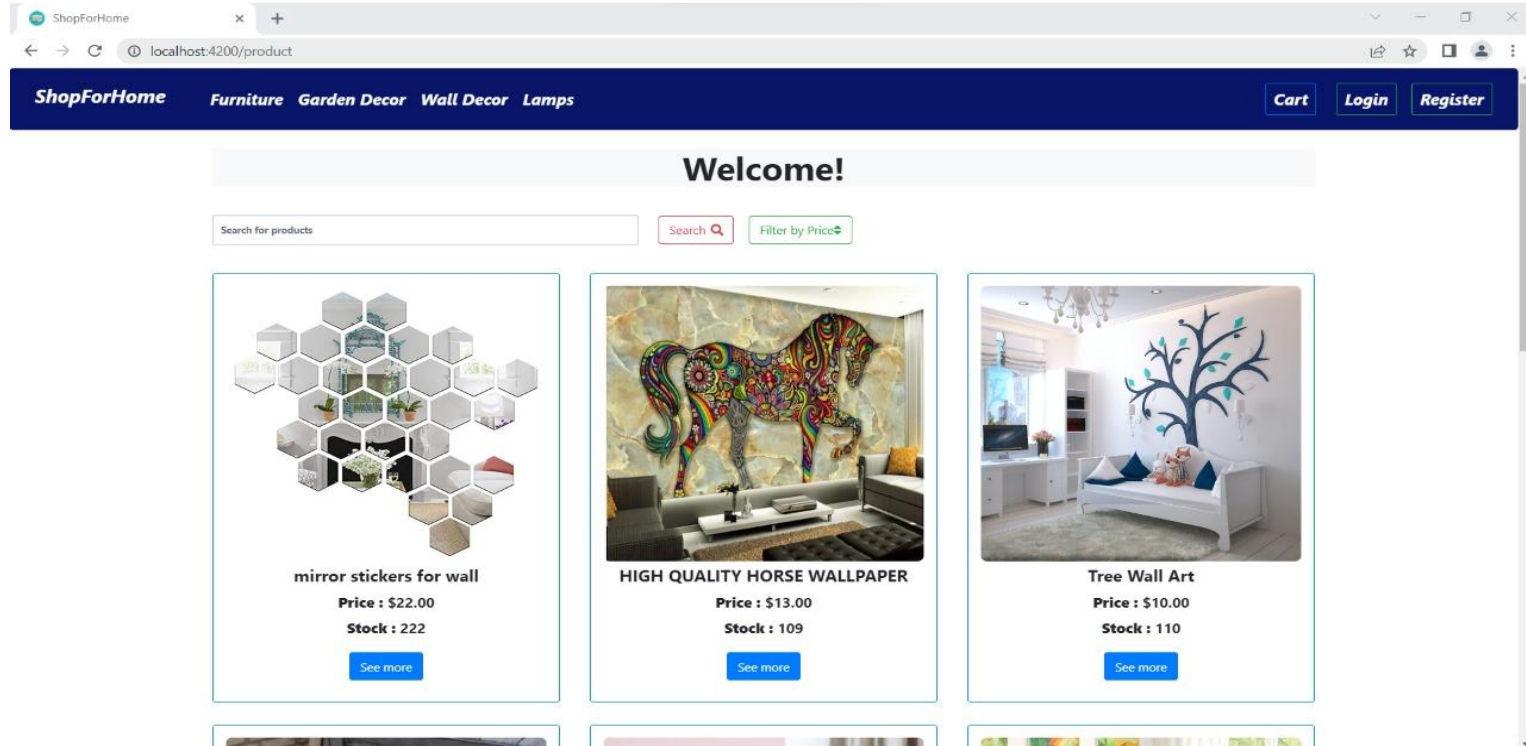 ShopForHome
localhost:4200/product
ShopForHome Furniture Garden Decor Wall Decor Lamps Cart Login Register
Welcome!
Search for products Search Filter by Price
mirror stickers for wall HIGH QUALITY HORSE WALLPAPER Tree Wall Art
Price : $22.00 Price : $13.00 Price : $10.00
Stock : 222 Stock : 109 Stock : 110
See more See more See more